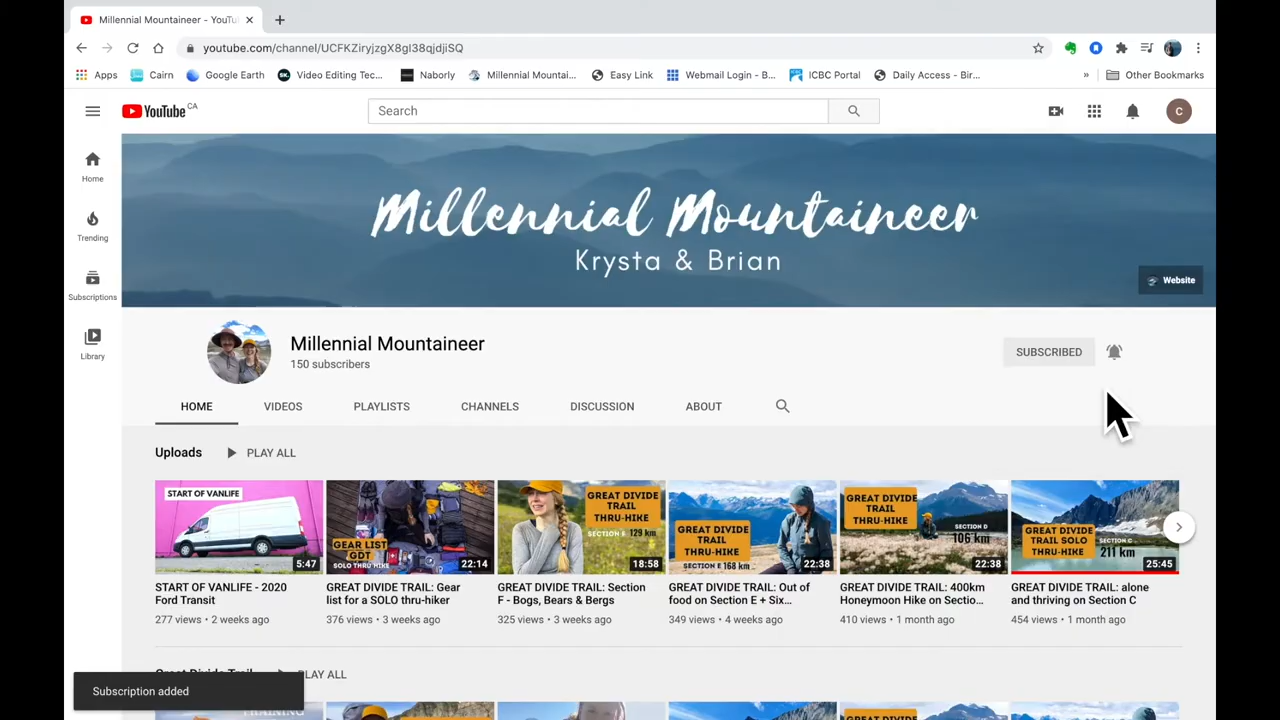 Millennial Mountaineer - YouTu
youtube.com/channel/UCFKZiryjzgX8gI38qjdjiSQ
Apps
Cairn
Google Earth
Video Editing Tec...
Naborly
Millennial Mountai...
Easy Link
Webmail Login - B...
ICBC Portal
Daily Access - Bir...
»
Other Bookmarks
YouTube CA
Search
C
Home
Trending
Subscriptions
Library
Millennial Mountaineer
Krysta & Brian
Website
Millennial Mountaineer
150 subscribers
SUBSCRIBED
HOME
VIDEOS
PLAYLISTS
CHANNELS
DISCUSSION
ABOUT
Uploads
PLAY ALL
START OF VANLIFE
5:47
GEAR LIST
GDT
SOLO THRU HIKE
22:14
GREAT DIVIDE
TRAIL
THRU-HIKE
SECTION F 129 km
18:58
GREAT DIVIDE
TRAIL
THRU-HIKE
SECTION E 168 km
22:38
GREAT DIVIDE
TRAIL
THRU-HIKE
SECTION D
106 km
22:38
GREAT DIVIDE
TRAIL SOLO
THRU-HIKE
SECTION C
211 km
25:45
START OF VANLIFE - 2020
Ford Transit
277 views • 2 weeks ago
GREAT DIVIDE TRAIL: Gear
list for a SOLO thru-hiker
376 views • 3 weeks ago
GREAT DIVIDE TRAIL: Section
F - Bogs, Bears & Bergs
325 views • 3 weeks ago
GREAT DIVIDE TRAIL: Out of
food on Section E + Six...
349 views • 4 weeks ago
GREAT DIVIDE TRAIL: 400km
Honeymoon Hike on Sectio...
410 views • 1 month ago
GREAT DIVIDE TRAIL: alone
and thriving on Section C
454 views • 1 month ago
Great Divide Trail
PLAY ALL
Subscription added
TRAINING
GREAT DIVIDE